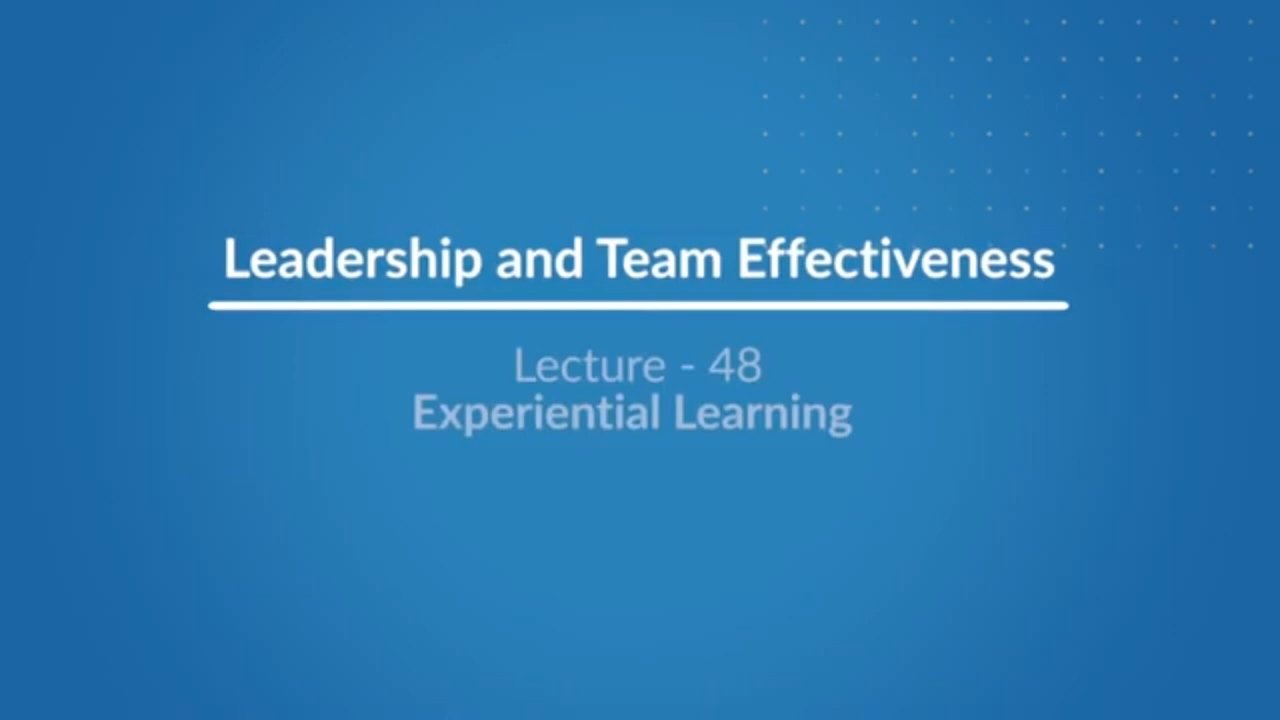 Leadership and Team Effectiveness
Lecture - 48
Experiential Learning